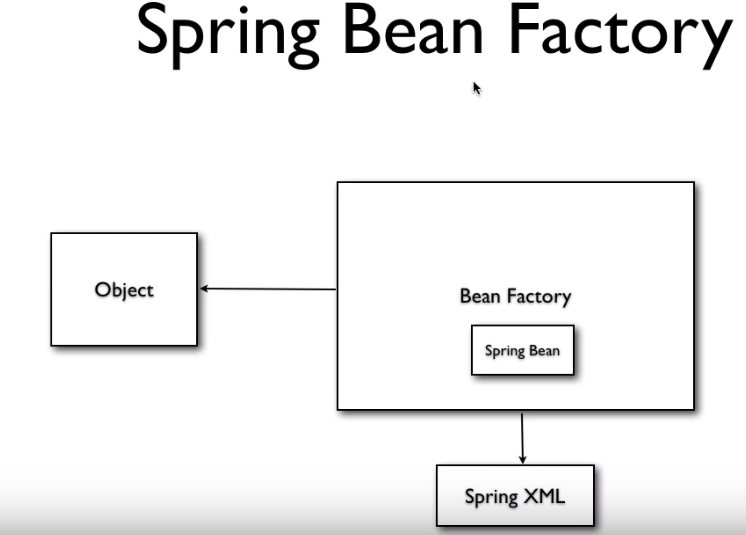 Spring Bean Factory
Object
Bean Factory
Spring Bean
Spring XML